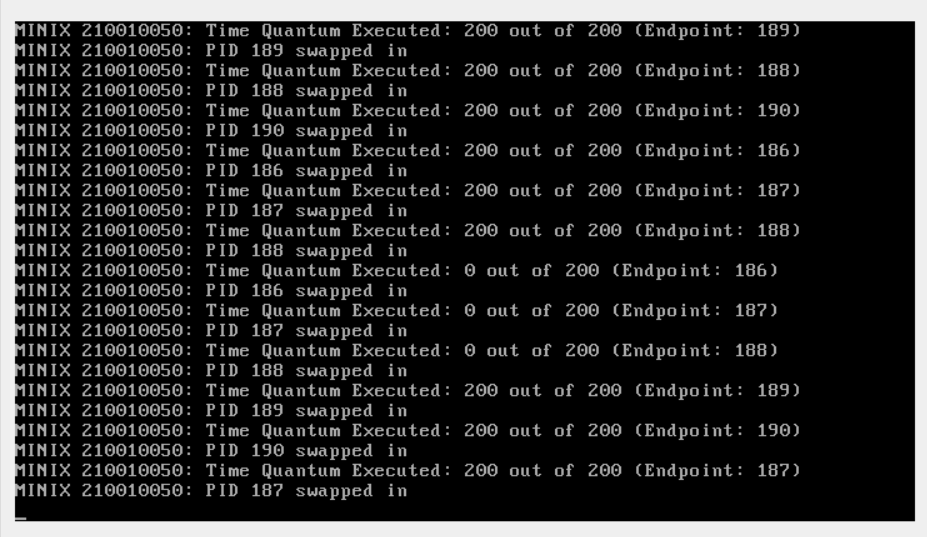 MINIX 210010050: Time Quantum Executed: 200 out of 200 (Endpoint: 189)
MINIX 210010050: PID 189 swapped in
MINIX 210010050: Time Quantum Executed: 200 out of 200 (Endpoint: 188)
MINIX 210010050: PID 188 swapped in
MINIX 210010050: Time Quantum Executed: 200 out of 200 (Endpoint: 190)
MINIX 210010050: PID 190 swapped in
MINIX 210010050: Time Quantum Executed: 200 out of 200 (Endpoint: 186)
MINIX 210010050: PID 186 swapped in
MINIX 210010050: Time Quantum Executed: 200 out of 200 (Endpoint: 187)
MINIX 210010050: PID 187 swapped in
MINIX 210010050: Time Quantum Executed: 200 out of 200 (Endpoint: 188)
MINIX 210010050: PID 188 swapped in
MINIX 210010050: Time Quantum Executed: 0 out of 200 (Endpoint: 186)
MINIX 210010050: PID 186 swapped in
MINIX 210010050: Time Quantum Executed: 0 out of 200 (Endpoint: 187)
MINIX 210010050: PID 187 swapped in
MINIX 210010050: Time Quantum Executed: 0 out of 200 (Endpoint: 188)
MINIX 210010050: PID 188 swapped in
MINIX 210010050: Time Quantum Executed: 200 out of 200 (Endpoint: 189)
MINIX 210010050: PID 189 swapped in
MINIX 210010050: Time Quantum Executed: 200 out of 200 (Endpoint: 190)
MINIX 210010050: PID 190 swapped in
MINIX 210010050: Time Quantum Executed: 200 out of 200 (Endpoint: 187)
MINIX 210010050: PID 187 swapped in